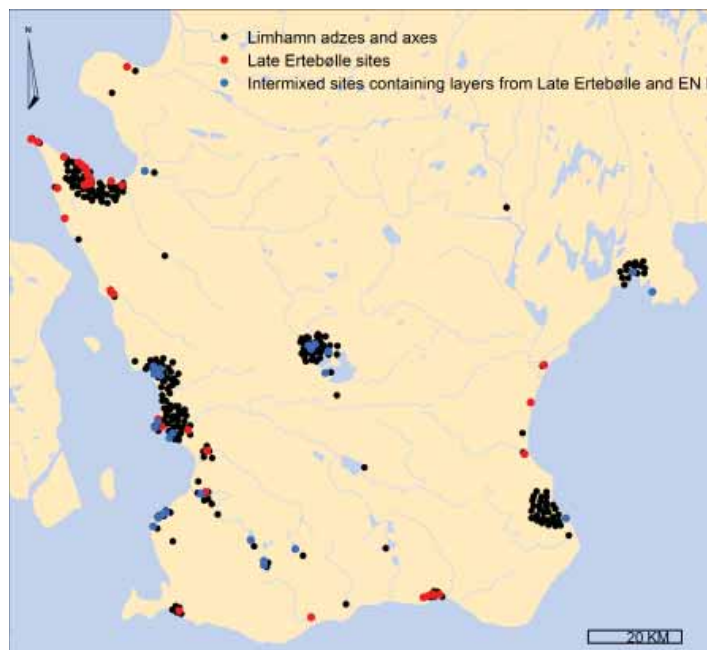 N
Limhamn adzes and axes
Late Ertebølle sites
Intermixed sites containing layers from Late Ertebølle and EN
20 KM